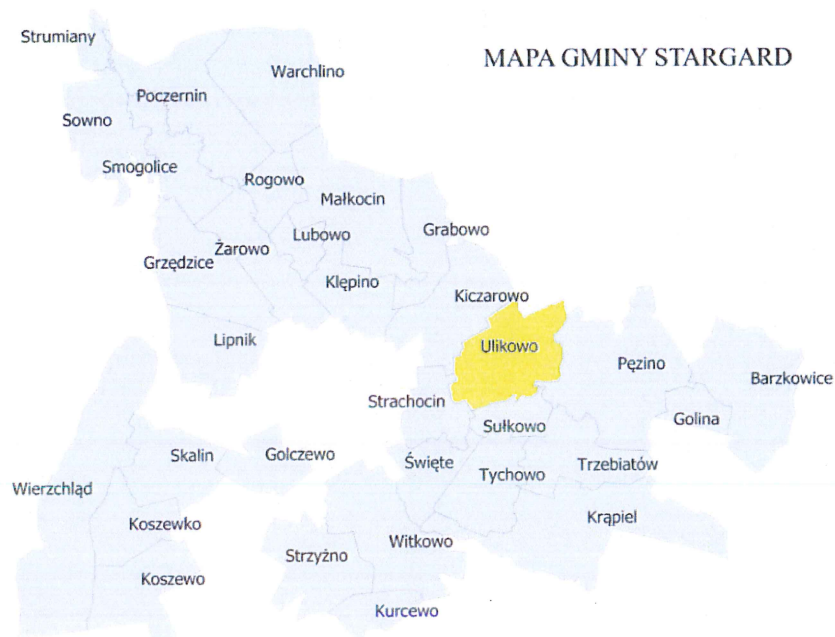 MAPA GMINY STARGARD
Strumiany
Warchlino
Poczernin
Sowno
Smogolice
Rogowo
Małkocin
Grabowo
Lubowo
Żarowo
Grzędzice
Klępino
Kiczarowo
Lipnik
Ulikowo
Pęzino
Barzkowice
Strachocin
Golina
Sułkowo
Skalin
Golczewo
Święte
Tychowo
Trzebiatów
Wierzchląd
Koszewko
Krąpiel
Strzyżno
Witkowo
Koszewo
Kurcewo